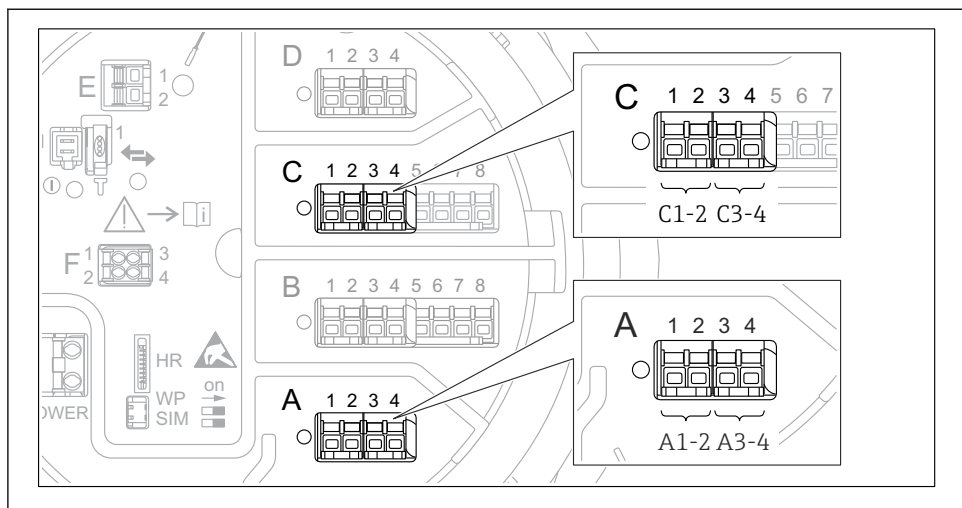 D 1 2 3 4
E 1
2
1
C 1 2 3 4 5 6 7 8
F 1 3
2 4
B 1 2 3 4 5 6 7 8
HR
WP on
SIM
OWER
A 1 2 3 4
C 1 2 3 4 5 6 7
C1-2 C3-4
A 1 2 3 4
A1-2 A3-4